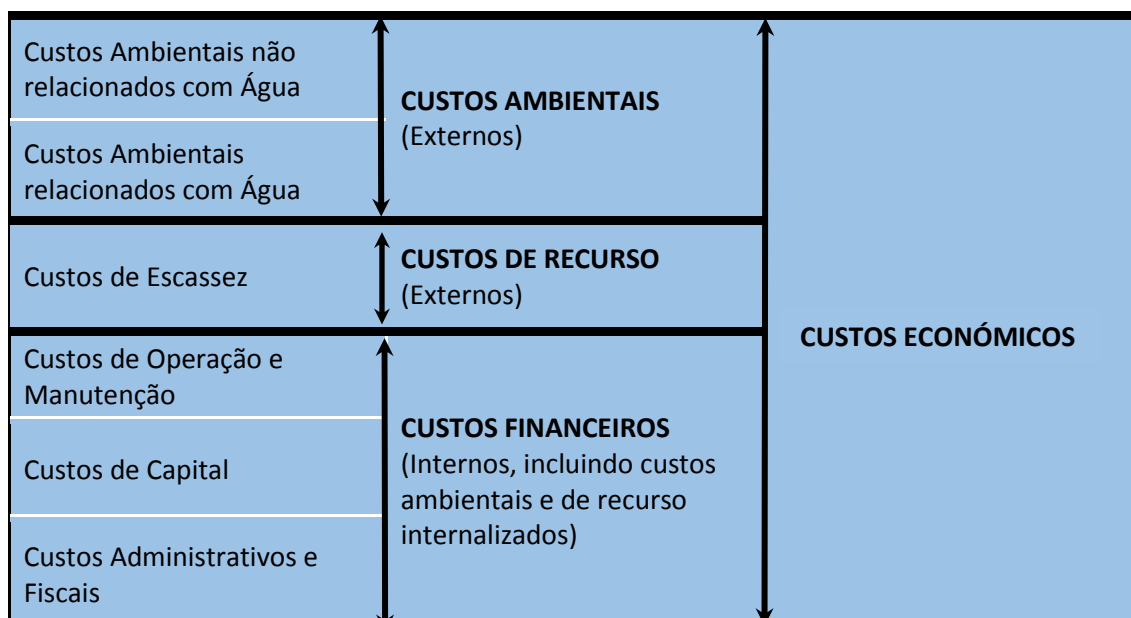 Custos Ambientais não
relacionados com Água
Custos Ambientais
relacionados com Água
CUSTOS AMBIENTAIS
(Externos)
Custos de Escassez
CUSTOS DE RECURSO
(Externos)
Custos de Operação e
Manutenção
Custos de Capital
Custos Administrativos e
Fiscais
CUSTOS FINANCEIROS
(Internos, incluindo custos
ambientais e de recurso
internalizados)
CUSTOS ECONÓMICOS